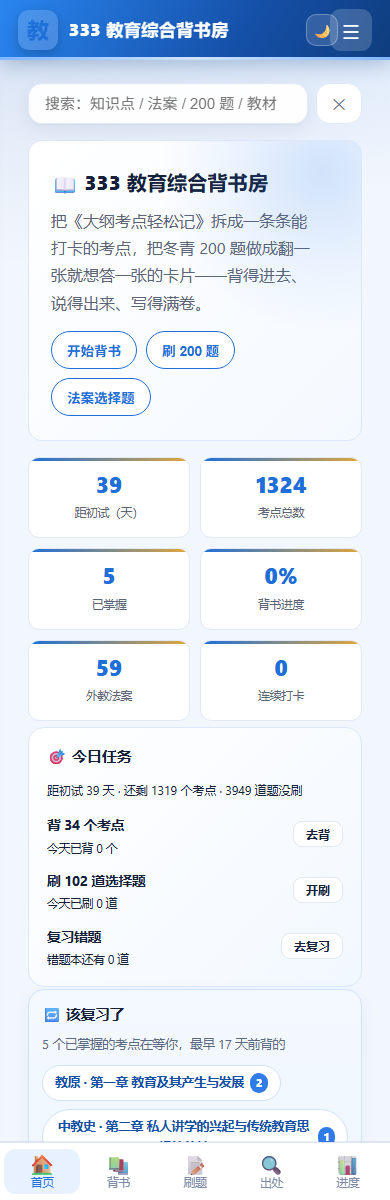 教 333 教育综合背书房
搜索：知识点 / 法案 / 200 题 / 教材
333 教育综合背书房
把《大纲考点轻松记》拆成一条条能
打卡的考点，把冬青 200 题做成翻一
张就想答一张的卡片——背得进去、
说得出来、写得满卷。
开始背书 刷 200 题
法案选择题
39 1324
距初试（天） 考点总数
5 0%
已掌握 背书进度
59 0
外教法案 连续打卡
今日任务
距初试 39 天 · 还剩 1319 个考点 · 3949 道题没刷
背 34 个考点
今天已背 0 个
去背
刷 102 道选择题
今天已刷 0 道
开刷
复习错题
错题本还有 0 道
去复习
该复习了
5 个已掌握的考点在等你，最早 17 天前背的
教原 · 第一章 教育及其产生与发展 2
中教史 · 第二章 私人讲学的兴起与传统教育思
1
首页 背书 刷题 出处 进度